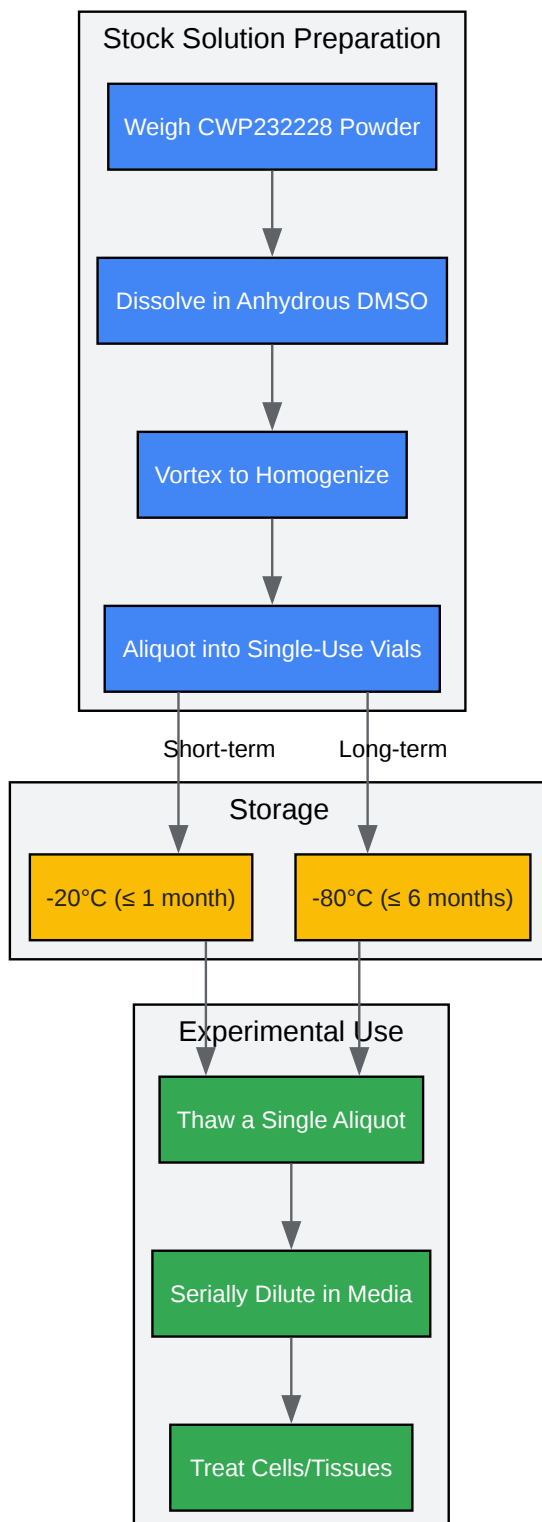 Stock Solution Preparation
Weigh CWP232228 Powder
Dissolve in Anhydrous DMSO
Vortex to Homogenize
Aliquot into Single-Use Vials
Short-term
Long-term
Storage
-20°C (≤ 1 month)
-80°C (≤ 6 months)
Experimental Use
Thaw a Single Aliquot
Serially Dilute in Media
Treat Cells/Tissues